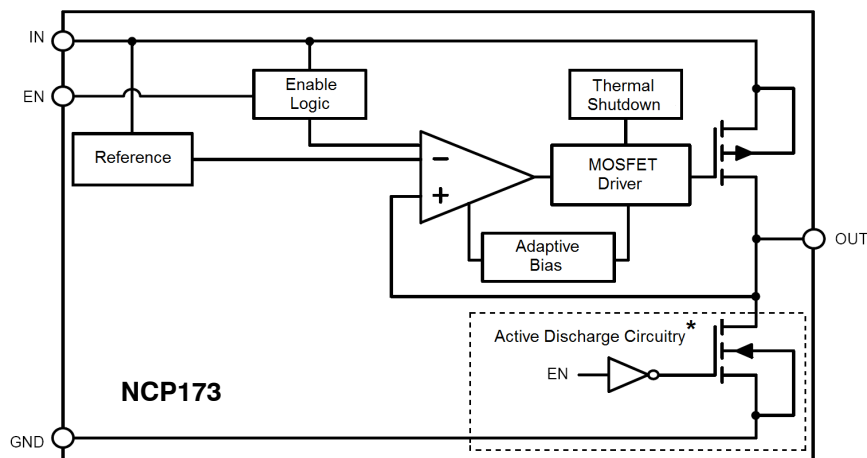 IN
EN
Enable
Logic
Thermal
Shutdown
Reference
−
+
MOSFET
Driver
Adaptive
Bias
OUT
Active Discharge Circuitry*
EN
NCP173
GND